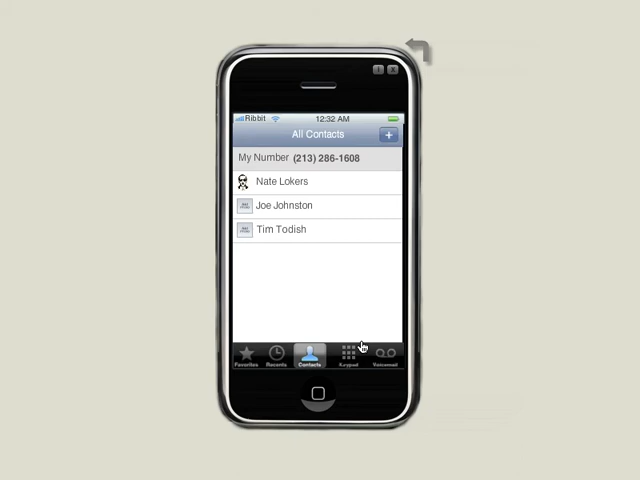 Ribbit 12:32 AM
All Contacts +
My Number (213) 286-1608
Nate Lokers
Joe Johnston
Tim Todish
Favorites Recents Contacts Keypad Voicemail